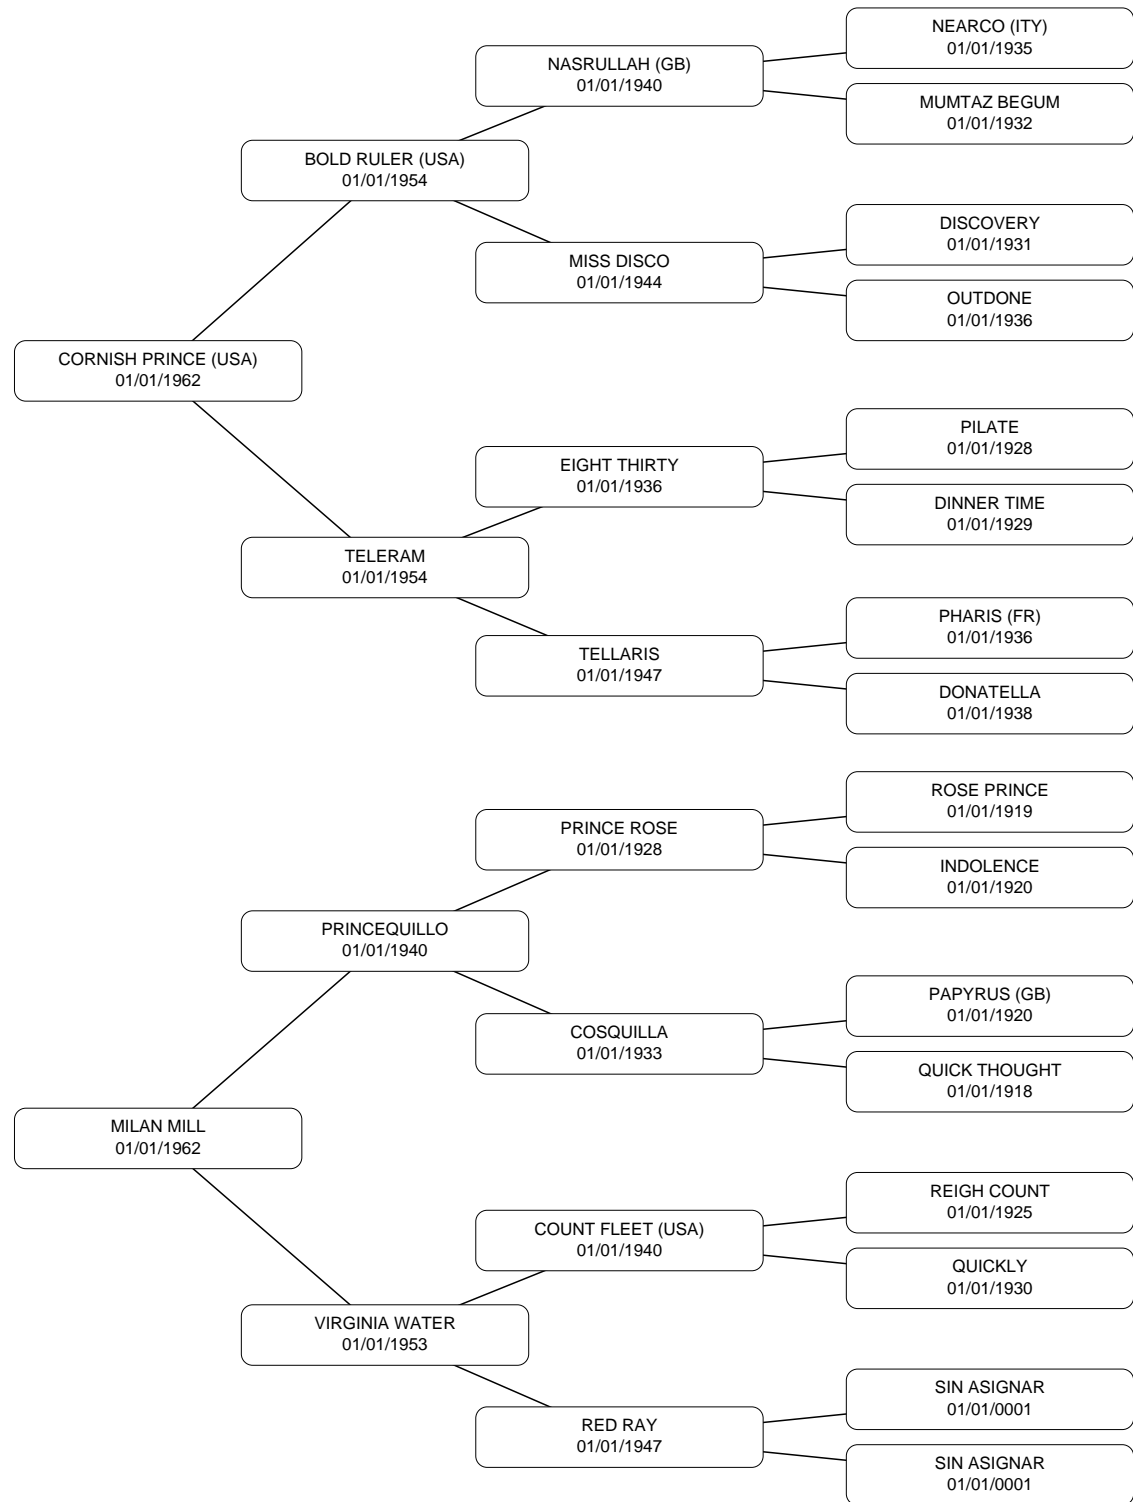 NEARCO (ITY)
01/01/1935
NASRULLAH (GB)
01/01/1940
MUMTAZ BEGUM
01/01/1932
BOLD RULER (USA)
01/01/1954
DISCOVERY
01/01/1931
MISS DISCO
01/01/1944
OUTDONE
01/01/1936
CORNISH PRINCE (USA)
01/01/1962
PILATE
01/01/1928
EIGHT THIRTY
01/01/1936
DINNER TIME
01/01/1929
TELERAM
01/01/1954
PHARIS (FR)
01/01/1936
TELLARIS
01/01/1947
DONATELLA
01/01/1938
ROSE PRINCE
01/01/1919
PRINCE ROSE
01/01/1928
INDOLENCE
01/01/1920
PRINCEQUILLO
01/01/1940
PAPYRUS (GB)
01/01/1920
COSQUILLA
01/01/1933
QUICK THOUGHT
01/01/1918
MILAN MILL
01/01/1962
REIGH COUNT
01/01/1925
COUNT FLEET (USA)
01/01/1940
QUICKLY
01/01/1930
VIRGINIA WATER
01/01/1953
SIN ASIGNAR
01/01/0001
RED RAY
01/01/1947
SIN ASIGNAR
01/01/0001